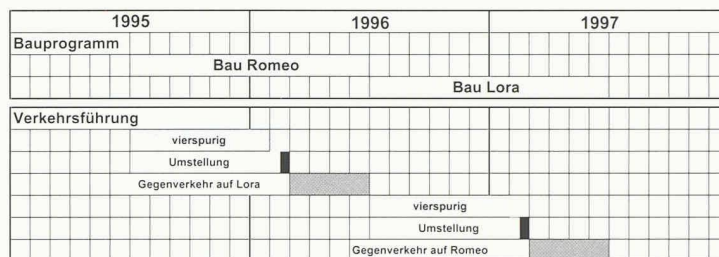 1995 1996 1997
Bauprogramm
Bau Romeo
Bau Lora
Verkehrsführung
vierspurig
Umstellung
Gegenverkehr auf Lora
vierspurig
Umstellung
Gegenverkehr auf Romeo